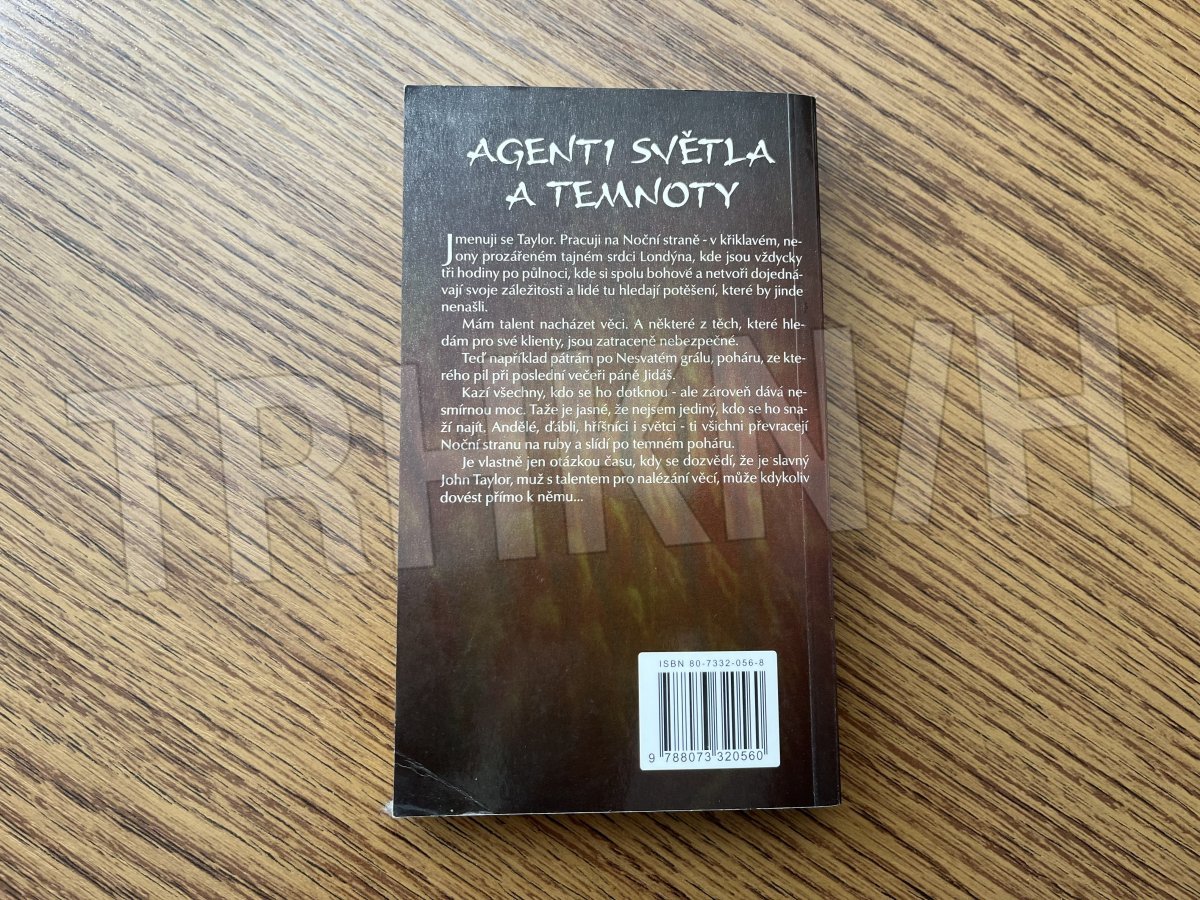 AGENTI SVĚTLA
A TEMNOTY
Jmenuji se Taylor. Pracuji na Noční straně - v křiklavém, ne-
ony prozářeném tajném srdci Londýna, kde jsou vždycky
tři hodiny po půlnoci, kde si spolu bohové a netvoři dojedná-
vají svoje záležitosti a lidé tu hledají potěšení, které by jinde
nenašli.
Mám talent nacházet věci. A některé z těch, které hle-
dám pro své klienty, jsou zatraceně nebezpečné.
Teď například pátrám po Nesvatém grálu, poháru, ze kte-
rého pil při poslední večeři páně Jidáš.
Kazí všechny, kdo se ho dotknou - ale zároveň dává ne-
smírnou moc. Taže je jasné, že nejsem jediný, kdo se ho sna-
ží najít. Andělé, ďábli, hříšníci i světci - ti všichni převracejí
Noční stranu na ruby a slídí po temném poháru.
Je vlastně jen otázkou času, kdy se dozvědí, že je slavný
John Taylor, muž s talentem pro nalézání věcí, může kdykoliv
dovést přímo k němu...
TRHKNIH
ISBN 80-7332-056-8
9 788073 320560